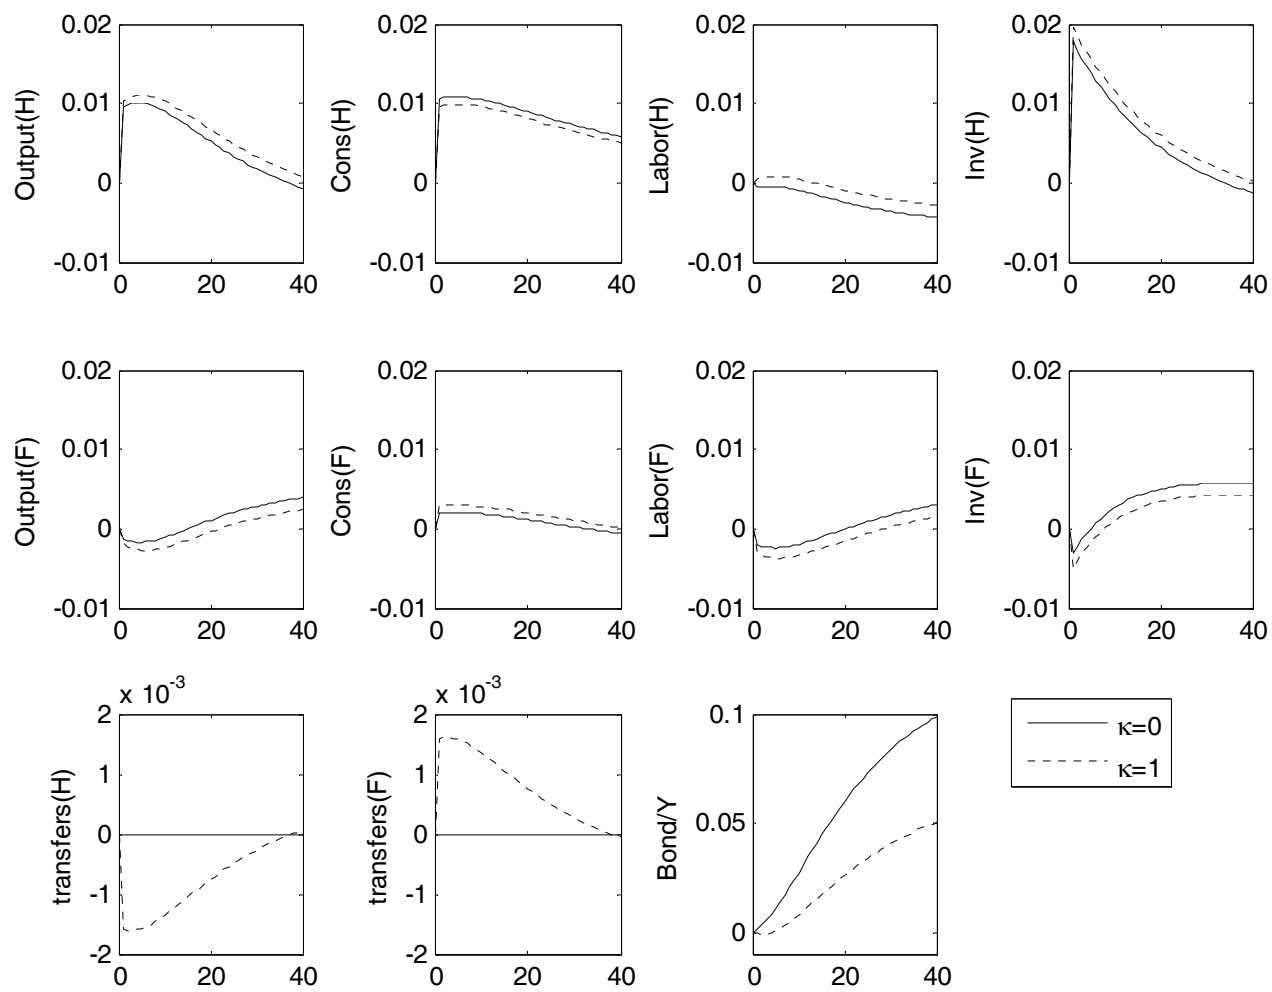 0.02 0.02 0.02 0.02
0.01 0.01 0.01 0.01
0 0 0 0
-0.01 -0.01 -0.01 -0.01
Output(H) Cons(H) Labor(H) Inv(H)
0 20 40 0 20 40 0 20 40 0 20 40
0.02 0.02 0.02 0.02
0.01 0.01 0.01 0.01
0 0 0 0
-0.01 -0.01 -0.01 -0.01
Output(F) Cons(F) Labor(F) Inv(F)
0 20 40 0 20 40 0 20 40 0 20 40
x 10-3 x 10-3
2 2 0.1
1 1 0.05
0 0 0
-1 -1
-2 -2
transfers(H) transfers(F) Bond/Y
0 20 40 0 20 40 0 20 40
κ=0
κ=1